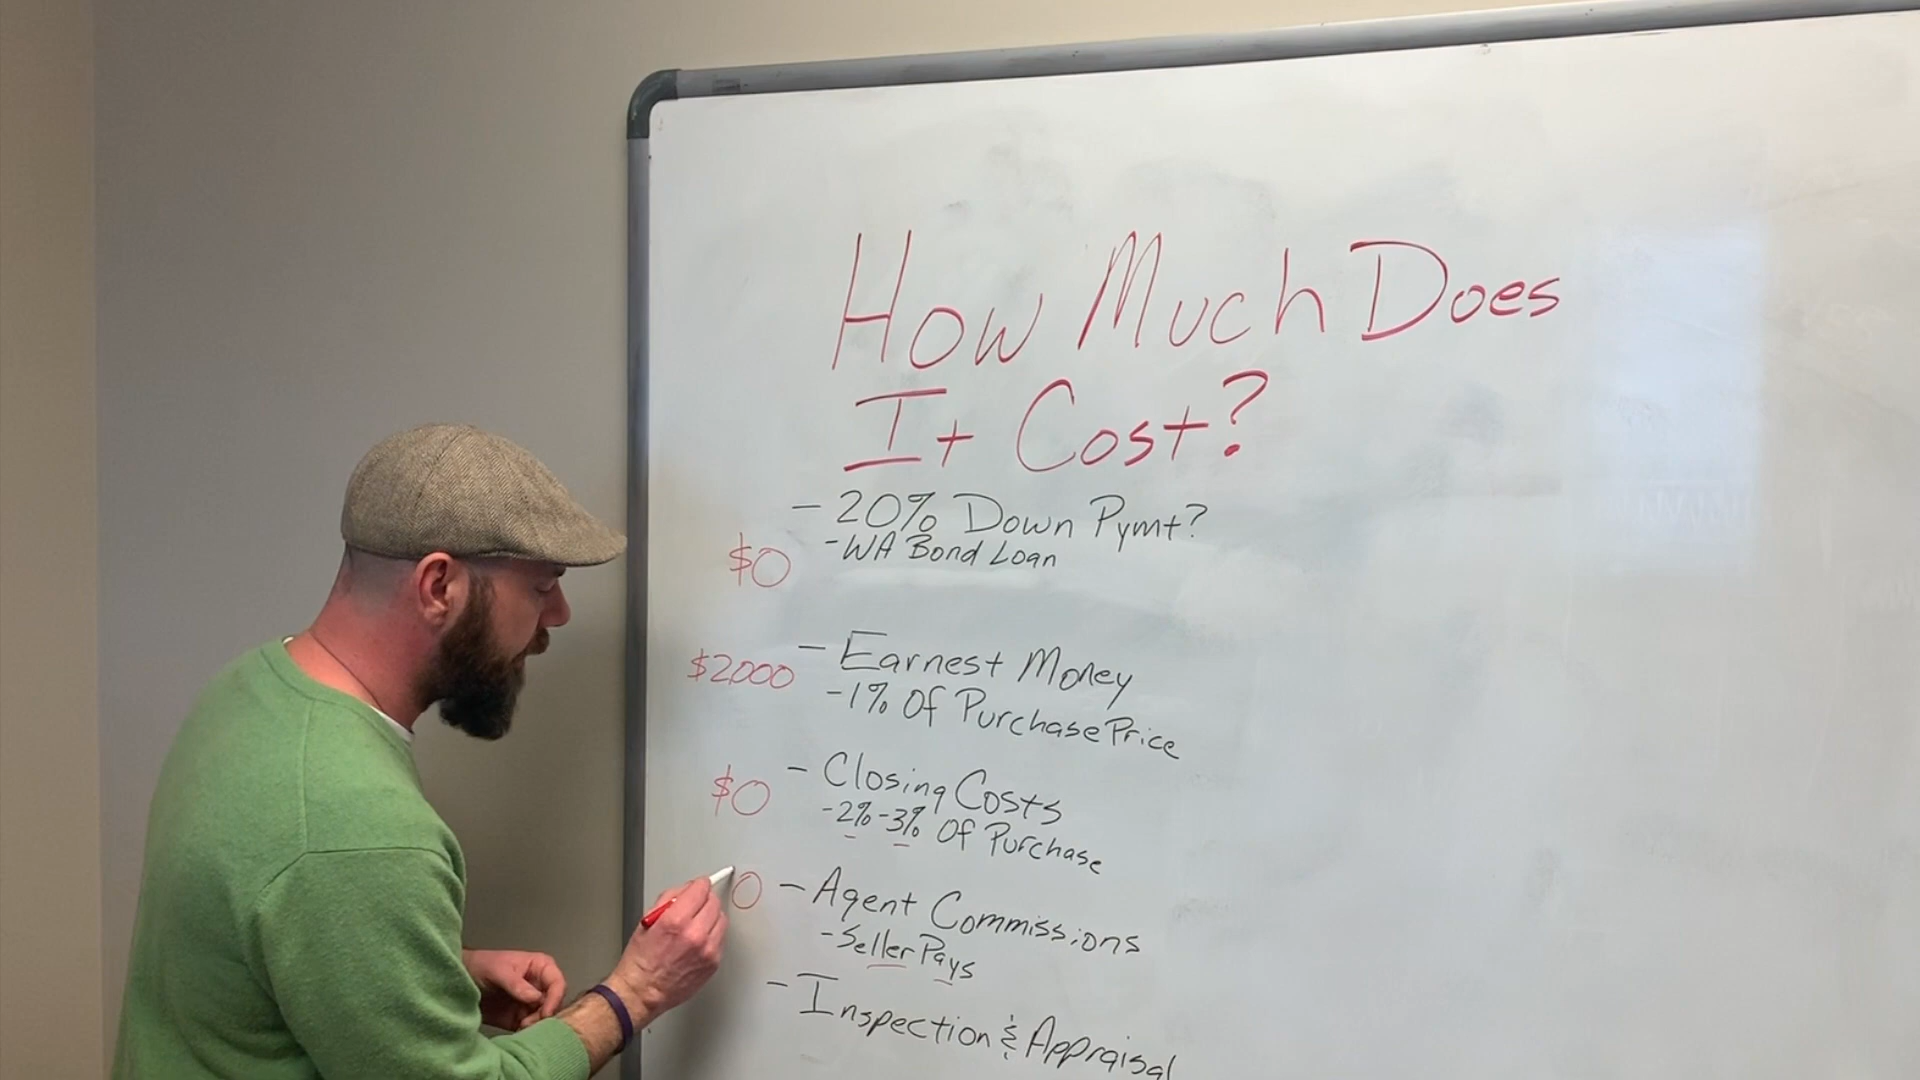 How Much Does
It Cost?
- 20% Down Pymt?
$0 -WA Bond Loan
$2000 - Earnest Money
-1% Of Purchase Price
$0 - Closing Costs
-2%-3% Of Purchase
0 - Agent Commissions
-Seller Pays
- Inspection & Appraisal